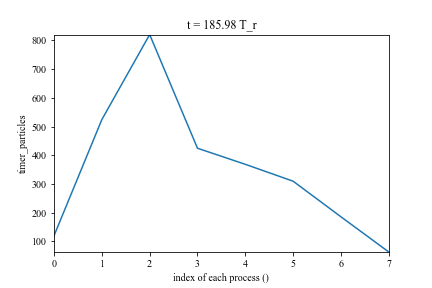 t = 185.98 T_r
800
700
600
500
400
300
200
100
timer_particles
0 1 2 3 4 5 6 7
index of each process ()